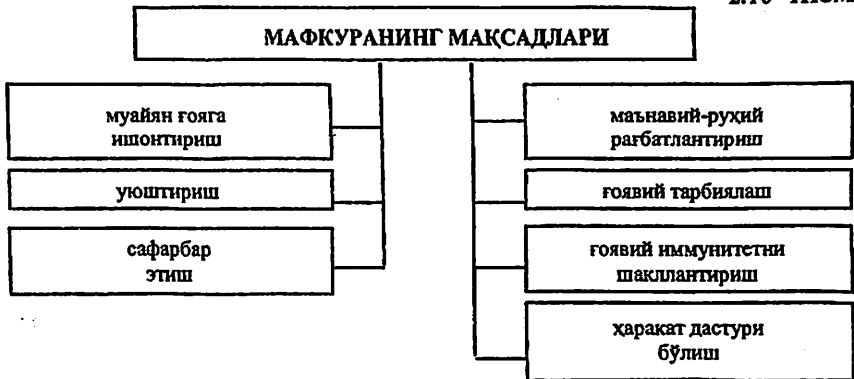 МАФКУРАНИНГ МАҚСАДЛАРИ
муайян ғояга
ишонтириш
уюштириш
сафарбар
этиш
маънавий-руҳий
рағбатлантириш
ғоявий тарбиялаш
ғоявий иммунитетни
шакллантириш
ҳаракат дастури
бўлиш